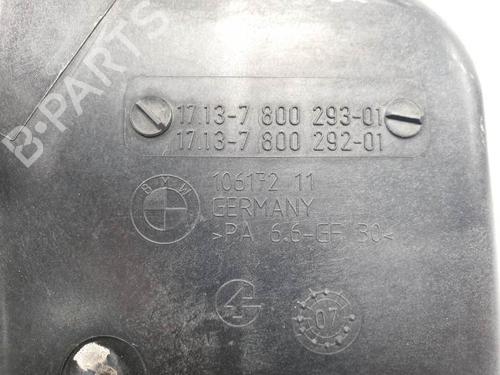 B-PARTS
17.13-7 800 293-01
17.13-7 800 292-01
BMW
106172 11
GERMANY
>PA 6.6-GF 30<
07